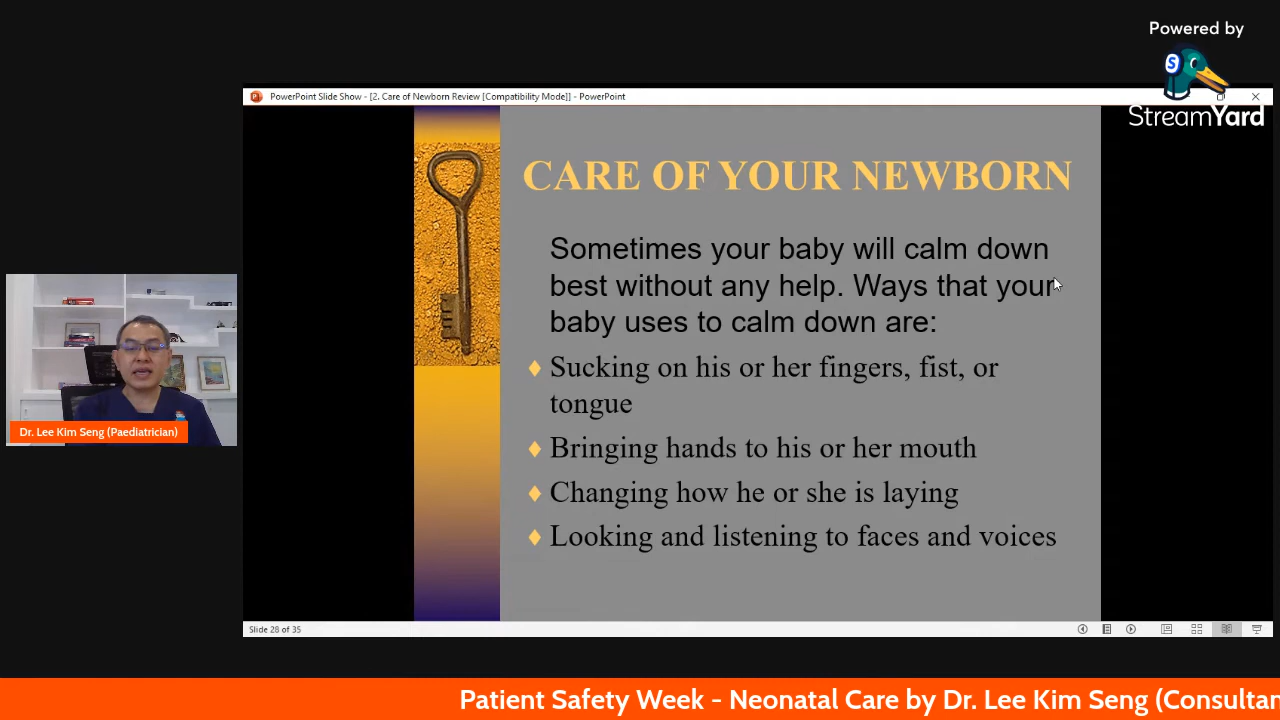 Powered by
S
StreamYard
PowerPoint Slide Show - [2. Care of Newborn Review [Compatibility Mode]] - PowerPoint
CARE OF YOUR NEWBORN
Sometimes your baby will calm down
best without any help. Ways that your
baby uses to calm down are:
Sucking on his or her fingers, fist, or
tongue
Bringing hands to his or her mouth
Changing how he or she is laying
Looking and listening to faces and voices
Dr. Lee Kim Seng (Paediatrician)
Slide 28 of 35
Patient Safety Week - Neonatal Care by Dr. Lee Kim Seng (Consultan